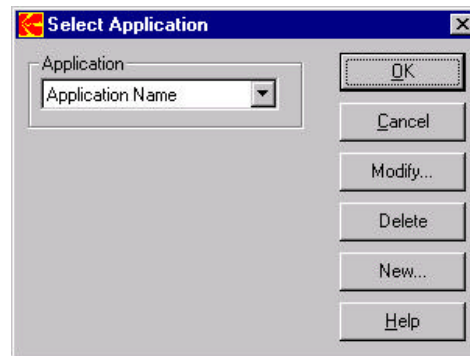 Select Application
Application
Application Name
OK
Cancel
Modify...
Delete
New...
Help